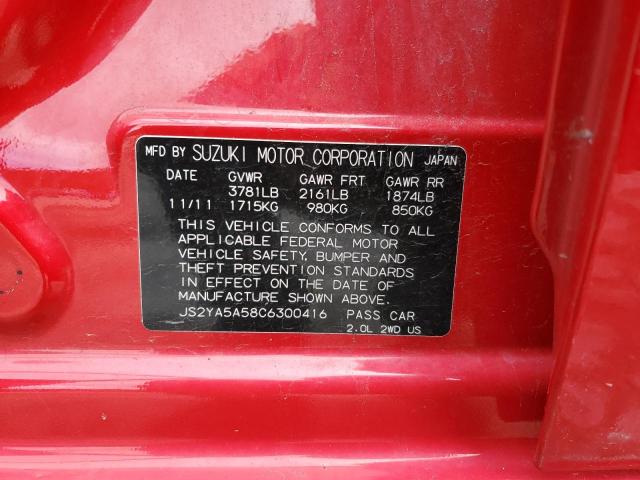 MFD BY SUZUKI MOTOR CORPORATION JAPAN
DATE GVWR GAWR FRT GAWR RR
3781LB 2161LB 1874LB
11/11 1715KG 980KG 850KG
THIS VEHICLE CONFORMS TO ALL
APPLICABLE FEDERAL MOTOR
VEHICLE SAFETY, BUMPER AND
THEFT PREVENTION STANDARDS
IN EFFECT ON THE DATE OF
MANUFACTURE SHOWN ABOVE.
JS2YA5A58C6300416 PASS CAR
2.0L 2WD US